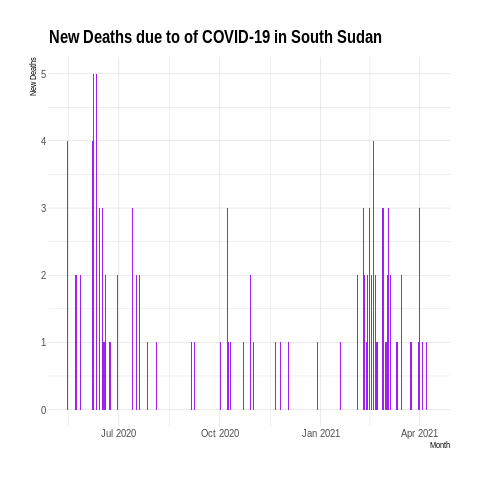 New Deaths due to of COVID-19 in South Sudan
New Deaths
5
4
3
2
1
0
Jul 2020 Oct 2020 Jan 2021 Apr 2021
Month